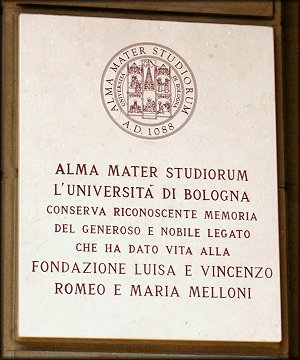 ALMA MATER STUDIORUM
A.D. 1088
ALMA MATER STUDIORUM
L'UNIVERSITÀ DI BOLOGNA
CONSERVA RICONOSCENTE MEMORIA
DEL GENEROSO E NOBILE LEGATO
CHE HA DATO VITA ALLA
FONDAZIONE LUISA E VINCENZO
ROMEO E MARIA MELLONI